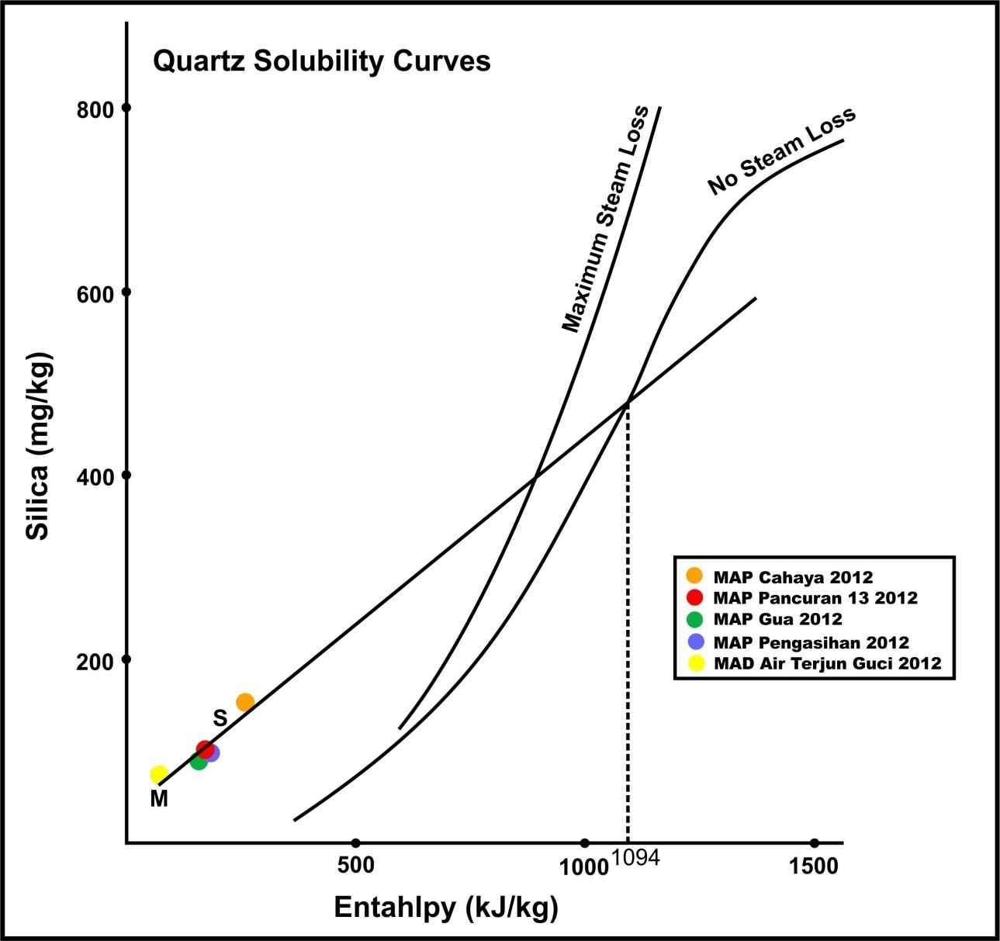 Quartz Solubility Curves
800
600
400
200
Silica (mg/kg)
Maximum Steam Loss
No Steam Loss
S
M
MAP Cahaya 2012
MAP Pancuran 13 2012
MAP Gua 2012
MAP Pengasihan 2012
MAD Air Terjun Guci 2012
500
1000
1094
1500
Entahlpy (kJ/kg)